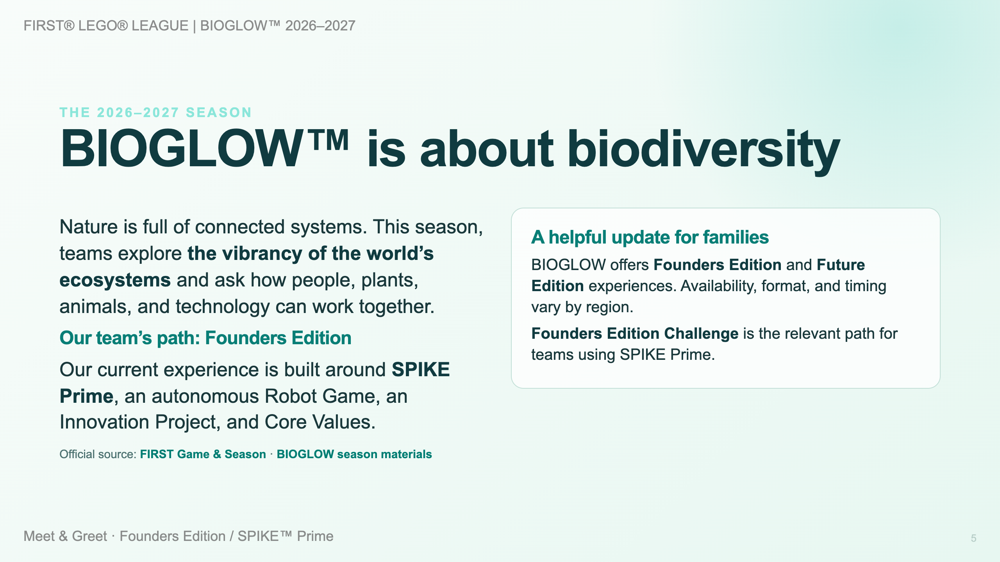 FIRST® LEGO® LEAGUE | BIOGLOW™ 2026–2027
THE 2026–2027 SEASON
BIOGLOW™ is about biodiversity
Nature is full of connected systems. This season,
teams explore the vibrancy of the world’s
ecosystems and ask how people, plants,
animals, and technology can work together.
Our team’s path: Founders Edition
Our current experience is built around SPIKE
Prime, an autonomous Robot Game, an
Innovation Project, and Core Values.
Official source: FIRST Game & Season · BIOGLOW season materials
A helpful update for families
BIOGLOW offers Founders Edition and Future
Edition experiences. Availability, format, and timing
vary by region.
Founders Edition Challenge is the relevant path for
teams using SPIKE Prime.
Meet & Greet · Founders Edition / SPIKE™ Prime
5